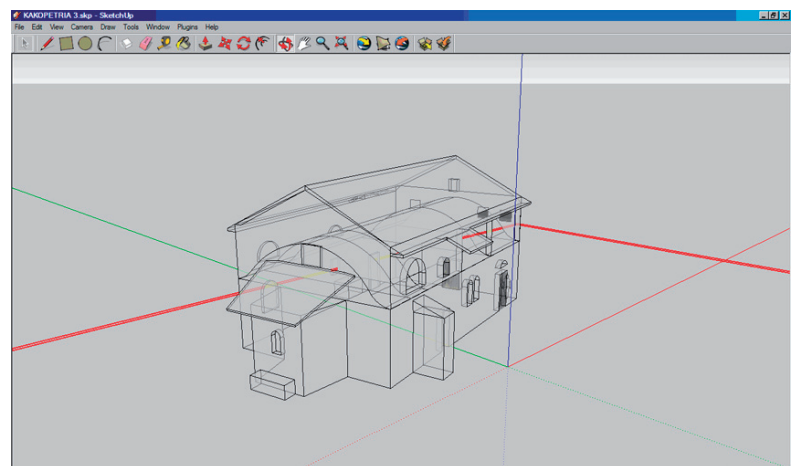 KAKOPETRIA 3.skp - SketchUp
File Edit View Camera Draw Tools Window Plugins Help